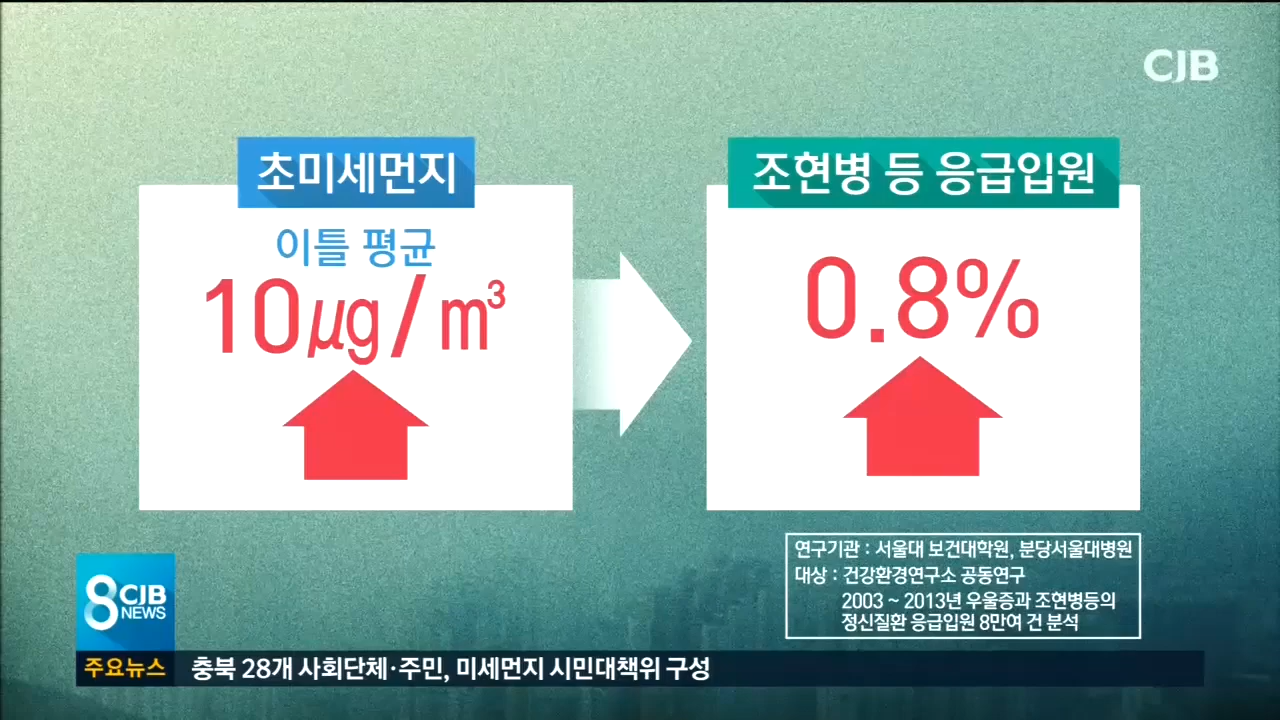 CJB
초미세먼지
이틀 평균
10㎍/㎥
조현병 등 응급입원
0.8%
연구기관 : 서울대 보건대학원, 분당서울대병원
대상 : 건강환경연구소 공동연구
2003 ~ 2013년 우울증과 조현병등의
정신질환 응급입원 8만여 건 분석
8 CJB
NEWS
주요뉴스 충북 28개 사회단체·주민, 미세먼지 시민대책위 구성